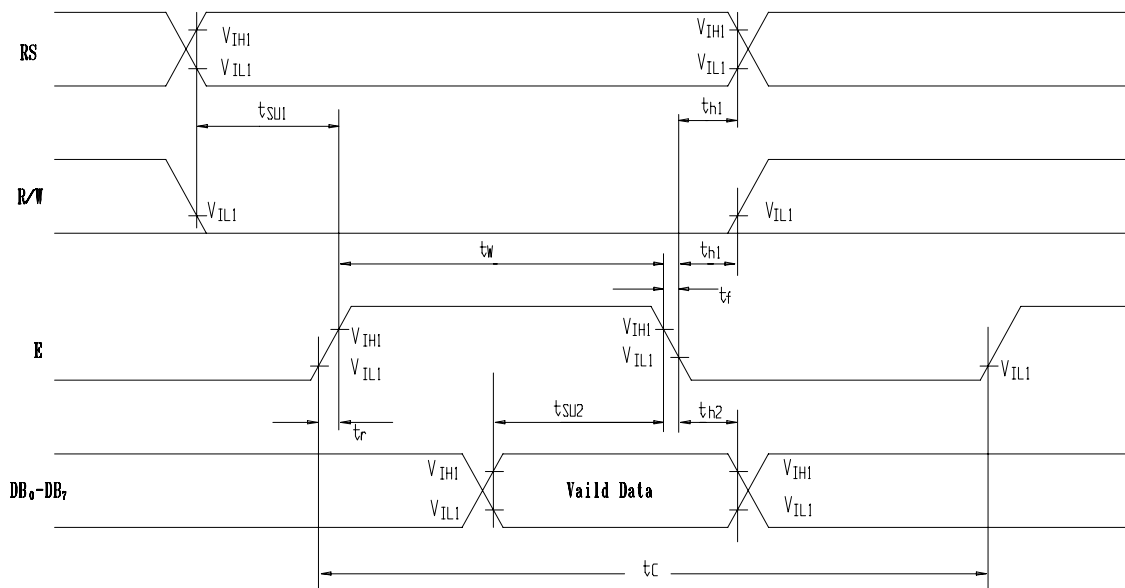 RS
VIH1
VIL1
VIH1
VIL1
tSU1
th1
R/W
VIL1
VIL1
tW
th1
tf
E
VIH1
VIL1
VIH1
VIL1
VIL1
tr
tSU2
th2
DB₀-DB₇
VIH1
VIL1
Vaild Data
VIH1
VIL1
tC